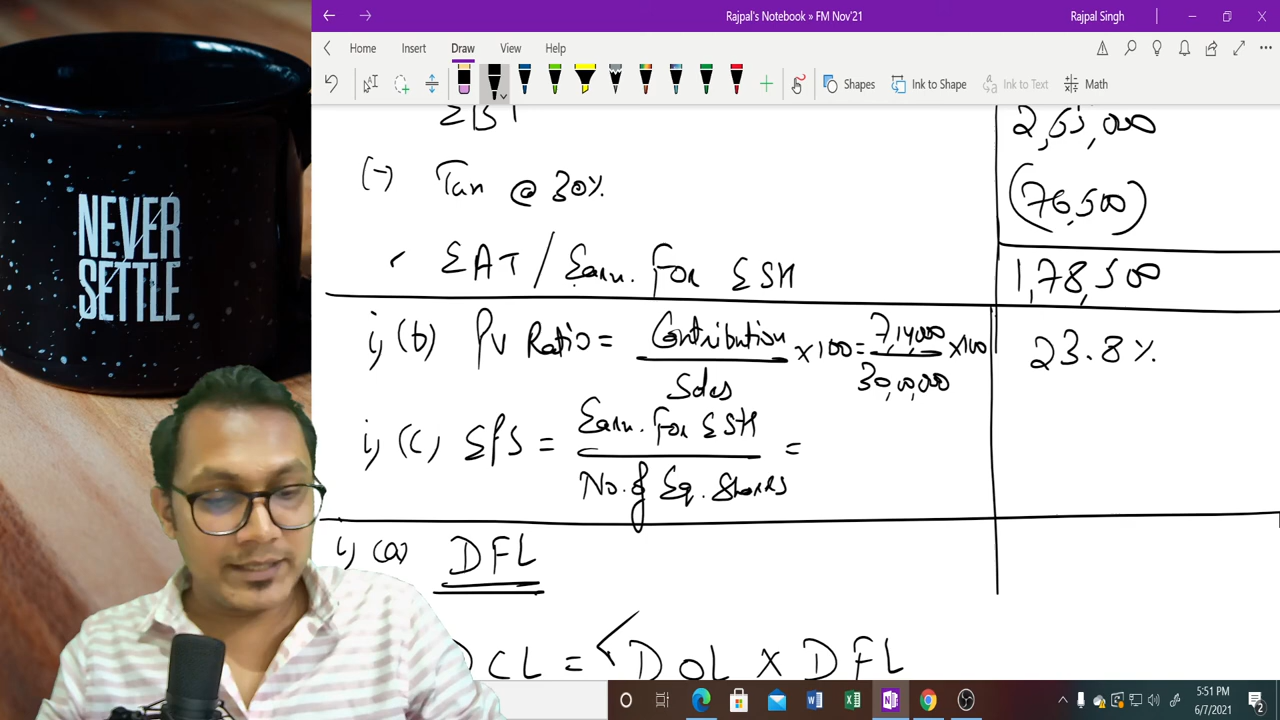 Rajpal's Notebook » FM Nov'21
Rajpal Singh
Home Insert Draw View Help
Shapes Ink to Shape Ink to Text Math
EBT 2,55,000
(-) Tax @ 30% (76,500)
EAT / Earn. For ESH 1,78,500
i, (b) PV Ratio = Contribution / Sales ×100 = 7,14,000 / 30,00,000 ×100 23.8%
i, (c) EPS = Earn. For ESH / No. of Eq. Shares =
i, (a) DFL
DCL = DOL × DFL
NEVER
SETTLE
5:51 PM
6/7/2021
2